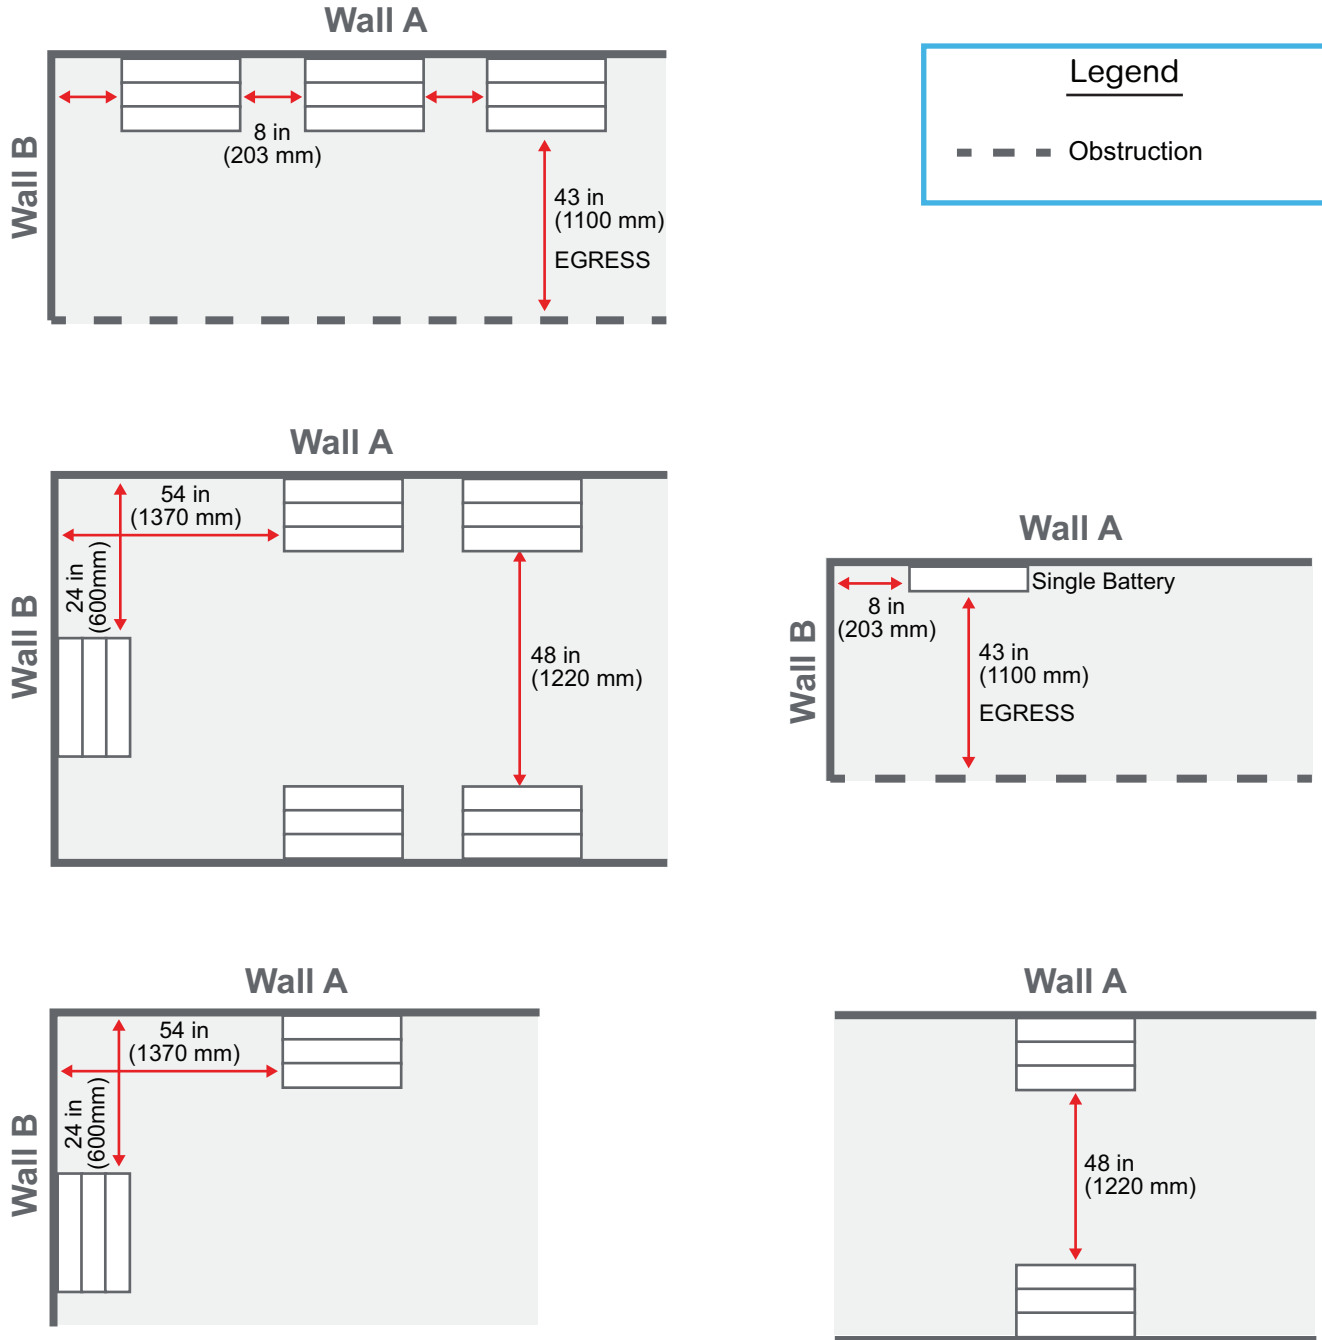 Wall A
Wall B
8 in
(203 mm)
43 in
(1100 mm)
EGRESS
Legend
Obstruction
Wall A
Wall B
54 in
(1370 mm)
24 in
(600mm)
48 in
(1220 mm)
Wall A
Wall B
Single Battery
8 in
(203 mm)
43 in
(1100 mm)
EGRESS
Wall A
Wall B
54 in
(1370 mm)
24 in
(600mm)
Wall A
48 in
(1220 mm)